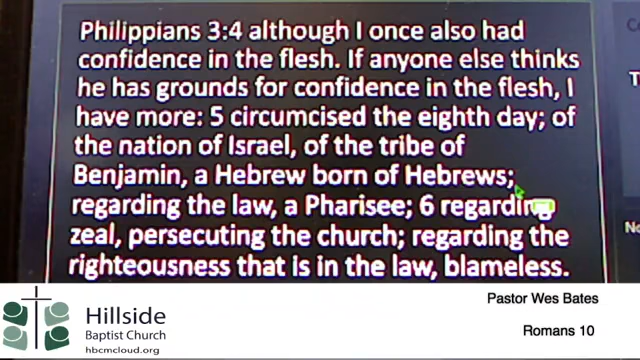 Philippians 3:4 although I once also had
confidence in the flesh. If anyone else thinks
he has grounds for confidence in the flesh, I
have more: 5 circumcised the eighth day; of
the nation of Israel, of the tribe of
Benjamin, a Hebrew born of Hebrews;
regarding the law, a Pharisee; 6 regarding
zeal, persecuting the church; regarding the
righteousness that is in the law, blameless.
Hillside
Baptist Church
hbcmcloud.org
Pastor Wes Bates
Romans 10